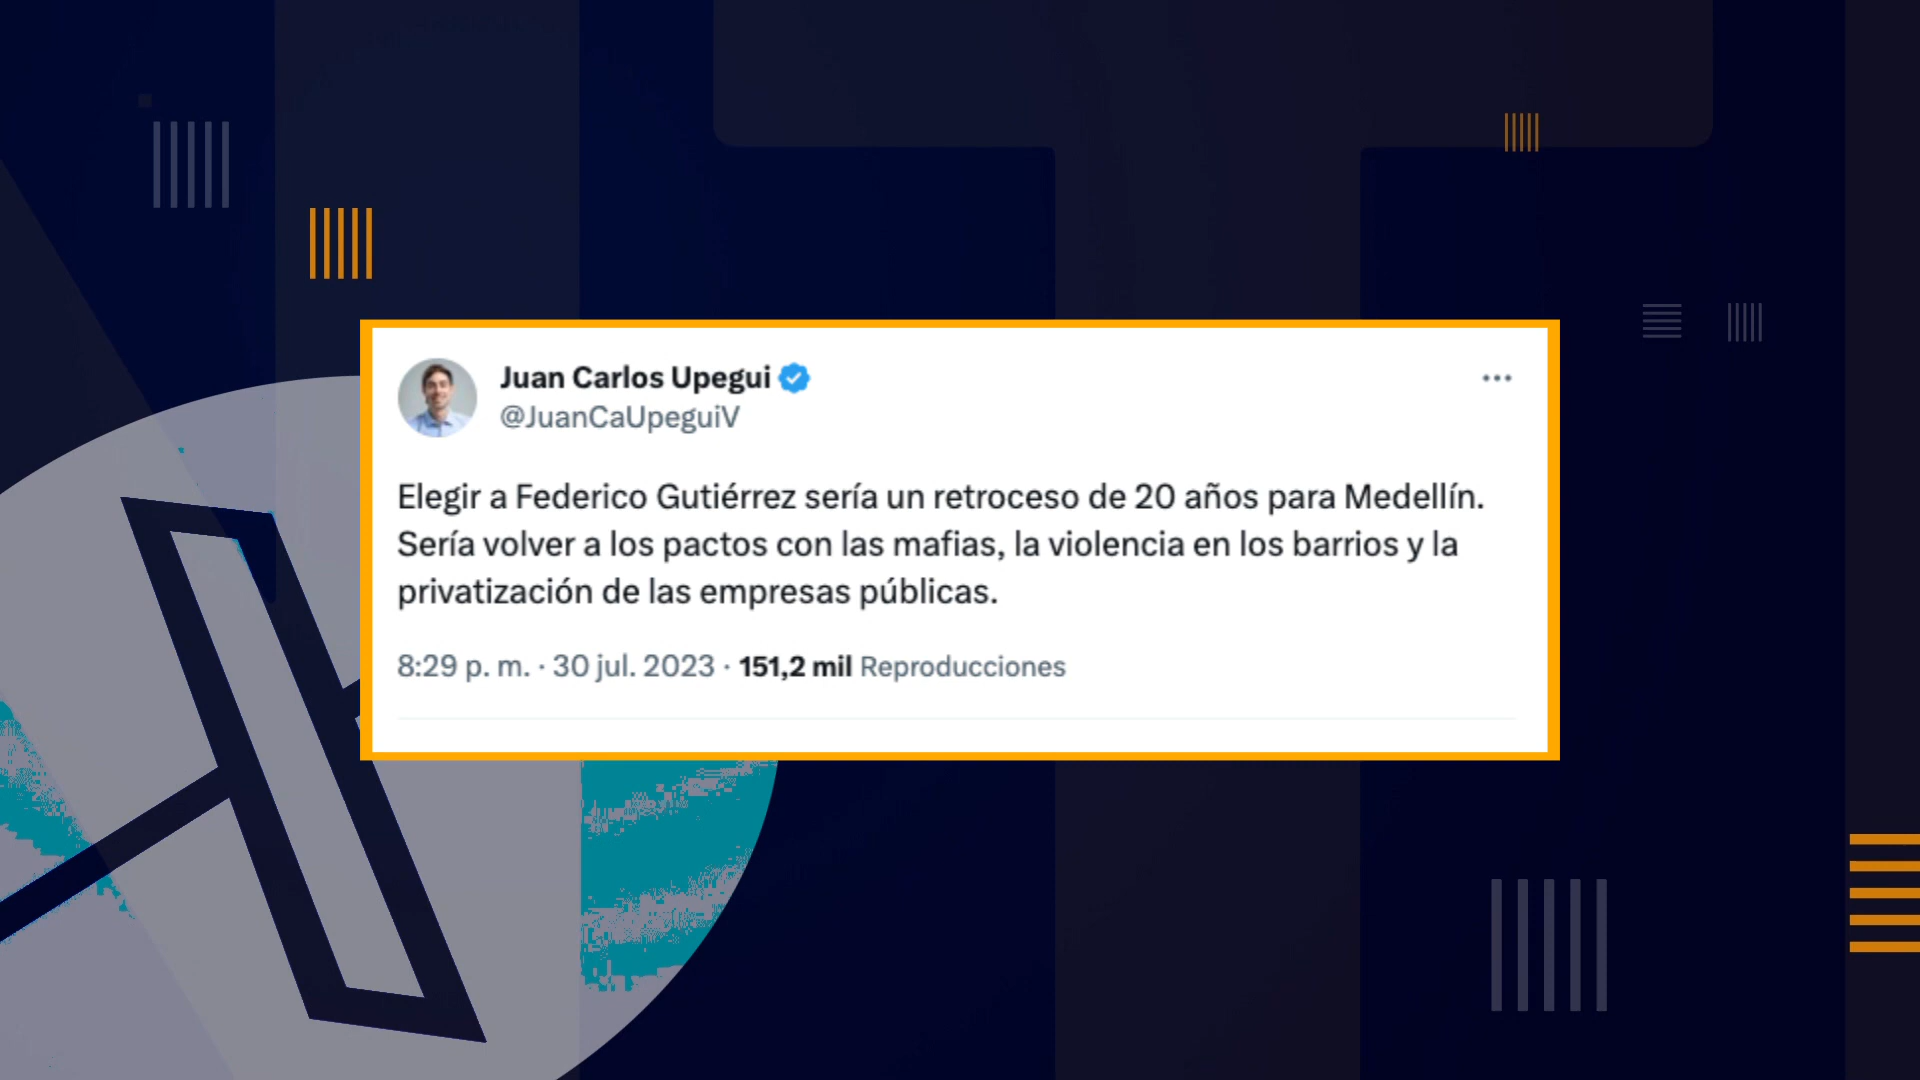 Juan Carlos Upegui
@JuanCaUpeguiV
Elegir a Federico Gutiérrez sería un retroceso de 20 años para Medellín.
Sería volver a los pactos con las mafias, la violencia en los barrios y la
privatización de las empresas públicas.
8:29 p. m. · 30 jul. 2023 · 151,2 mil Reproducciones